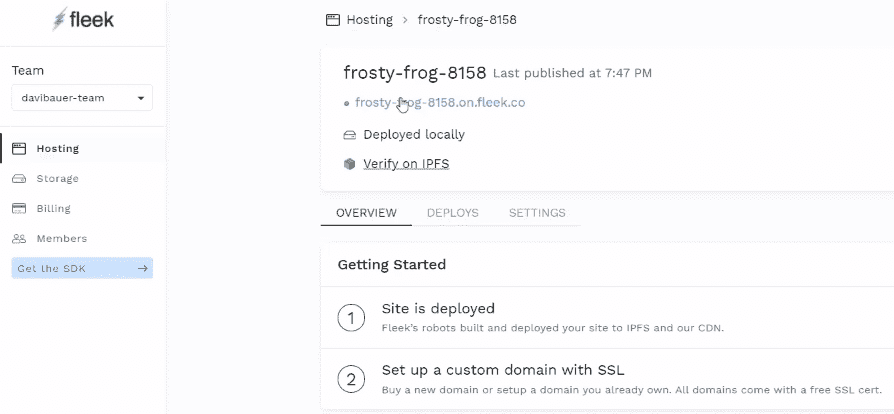 fleek
Hosting > frosty-frog-8158
Team
davibauer-team
frosty-frog-8158 Last published at 7:47 PM
frosty-frog-8158.on.fleek.co
Deployed locally
Verify on IPFS
Hosting
Storage
Billing
Members
Get the SDK →
OVERVIEW DEPLOYS SETTINGS
Getting Started
1 Site is deployed
Fleek's robots built and deployed your site to IPFS and our CDN.
2 Set up a custom domain with SSL
Buy a new domain or setup a domain you already own. All domains come with a free SSL cert.